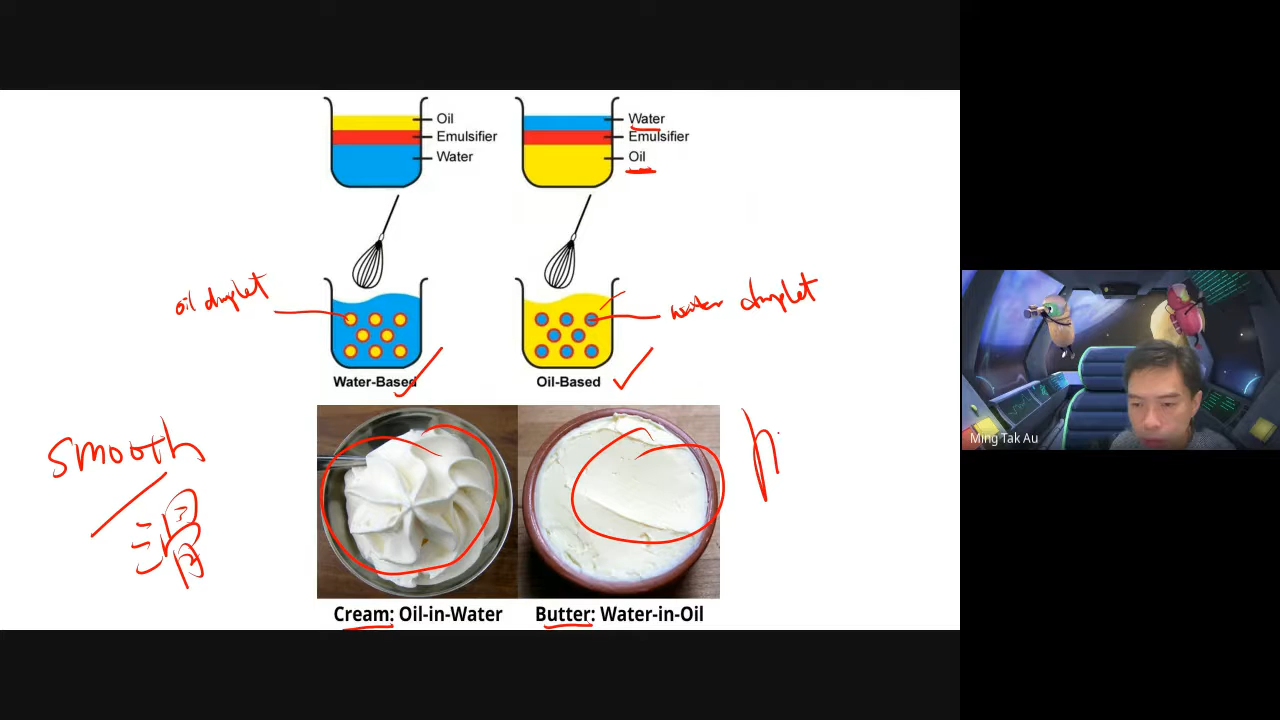 Oil
Emulsifier
Water
Water
Emulsifier
Oil
oil droplet
water droplet
Water-Based
Oil-Based
smooth
滑
Ming Tak Au
Cream: Oil-in-Water
Butter: Water-in-Oil